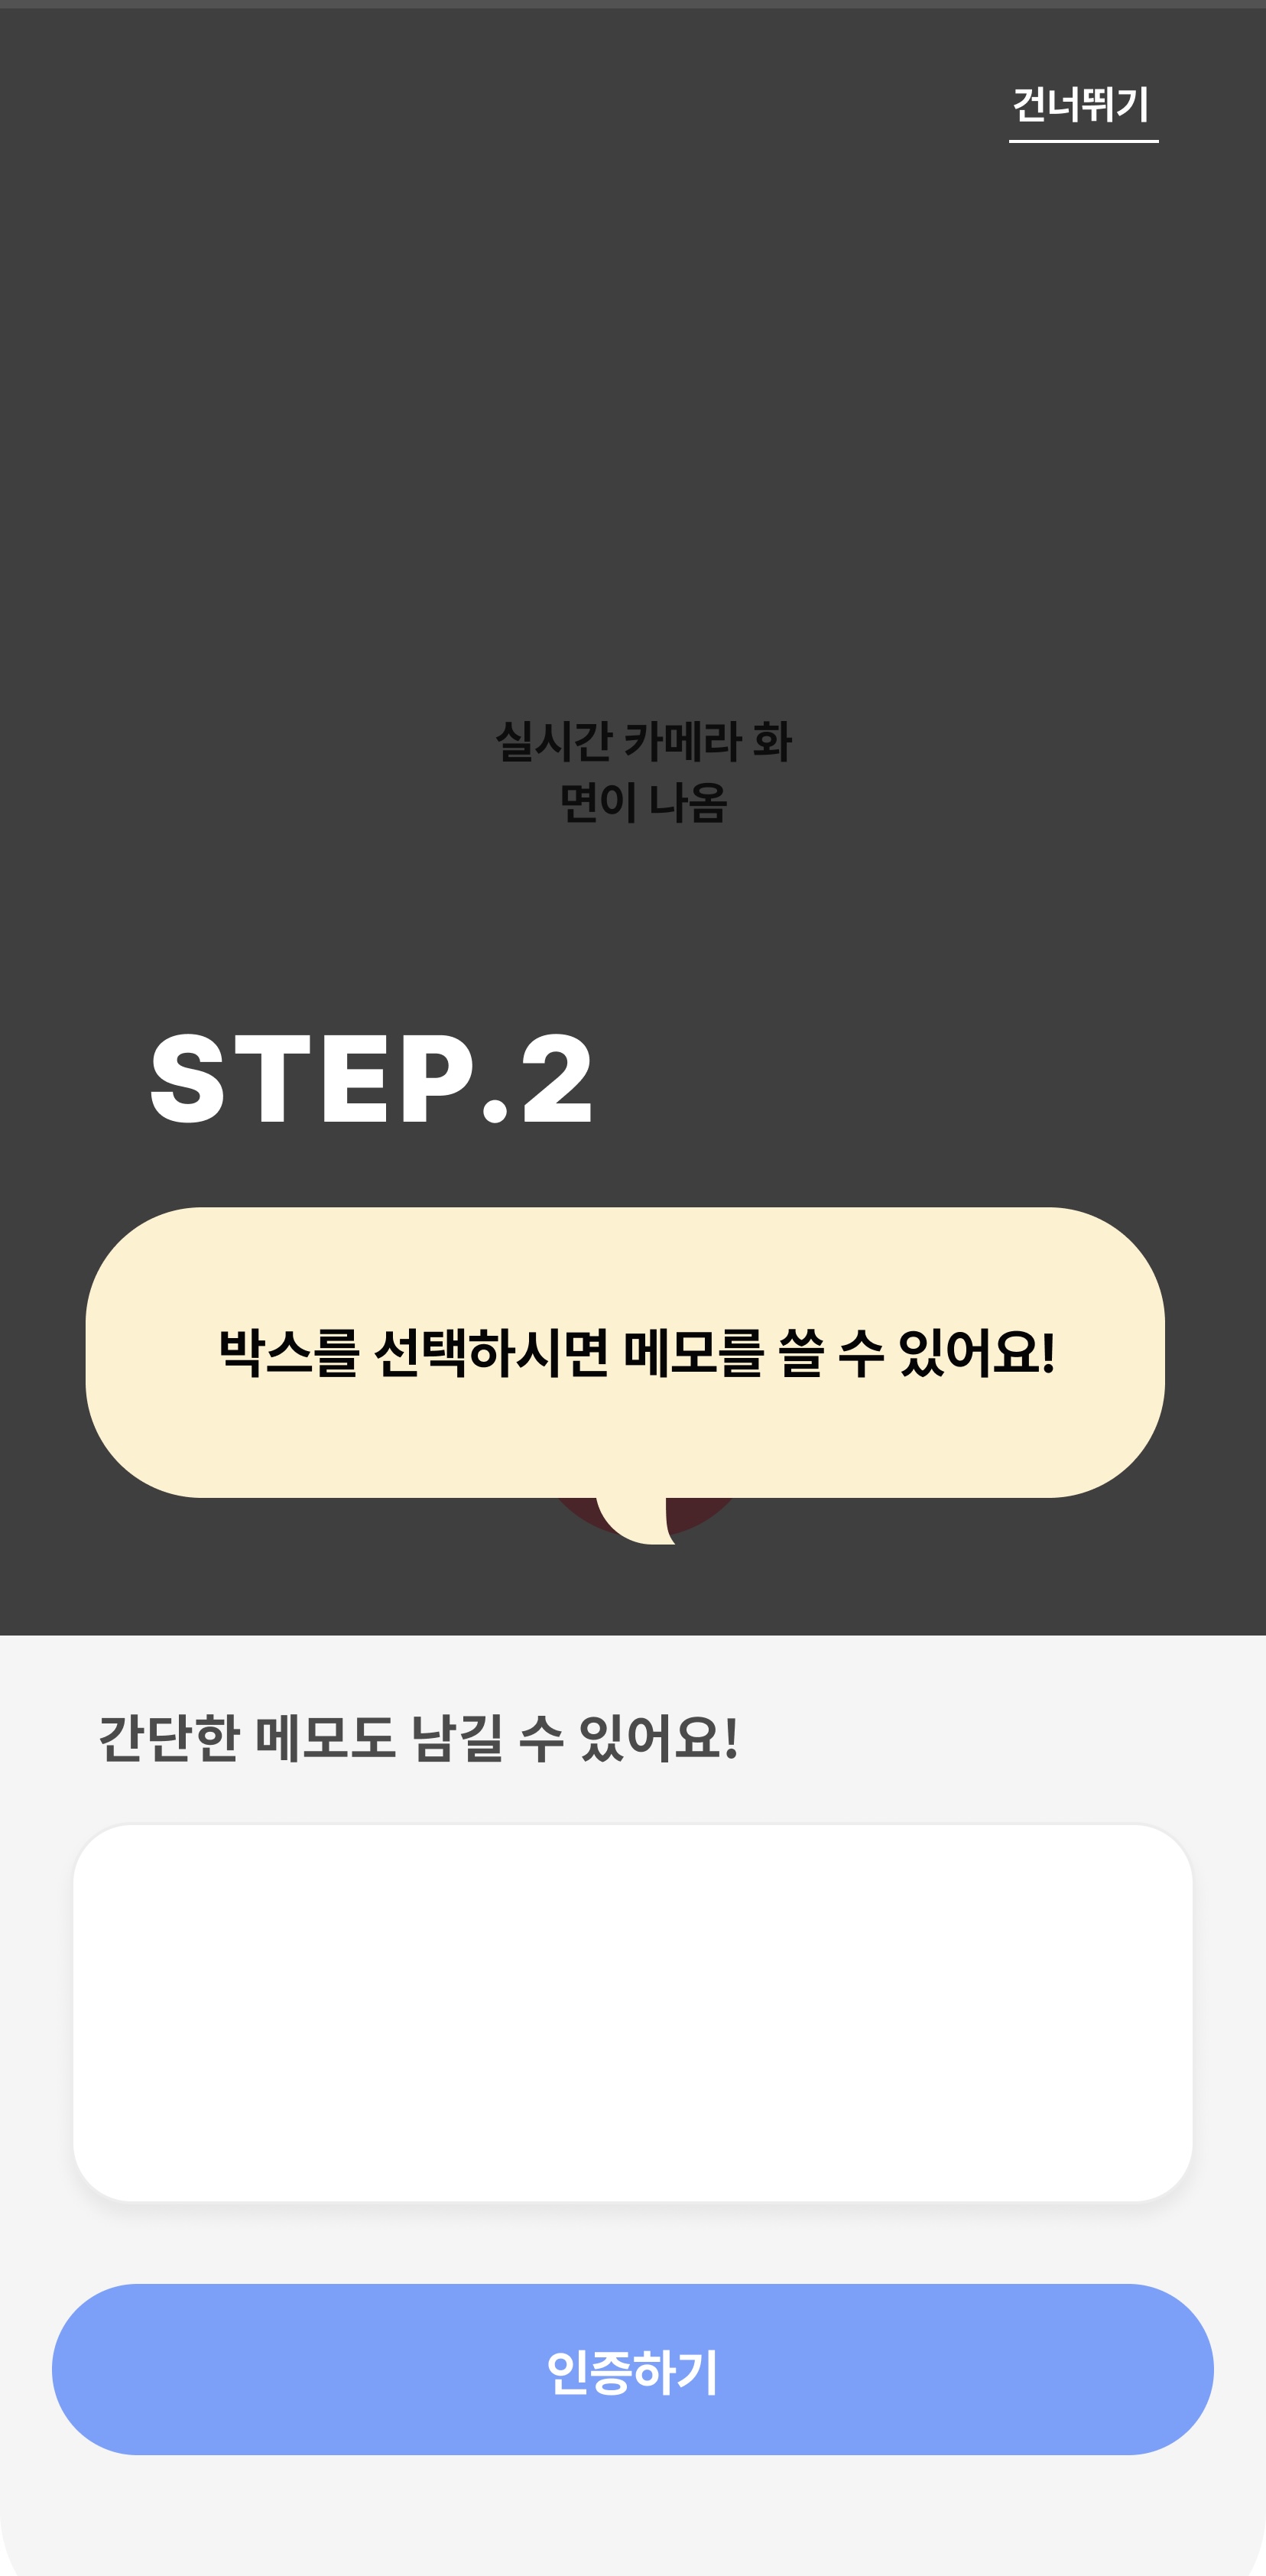 건너뛰기
실시간 카메라 화
면이 나옴
STEP.2
박스를 선택하시면 메모를 쓸 수 있어요!
간단한 메모도 남길 수 있어요!
인증하기